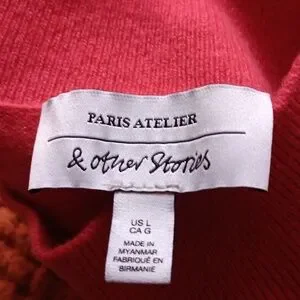 PARIS ATELIER
& other Stories
US L
CA G
MADE IN
MYANMAR
FABRIQUÉ EN
BIRMANIE